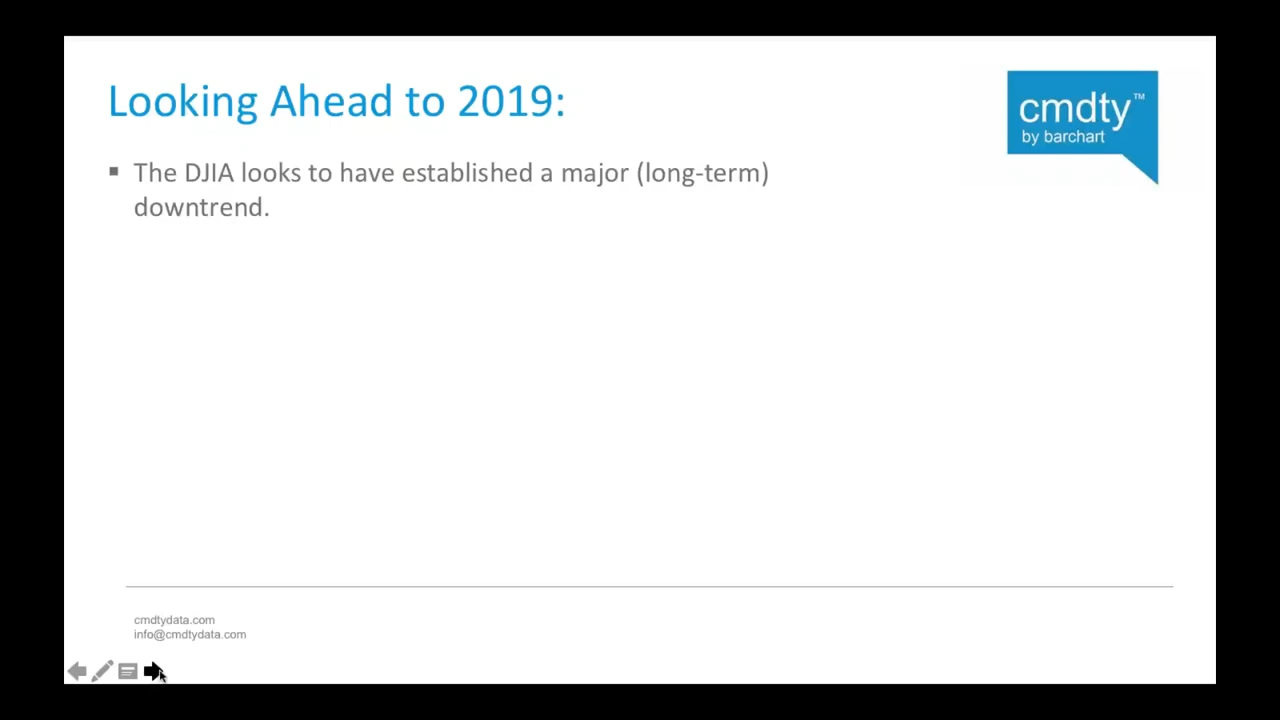 Looking Ahead to 2019:
cmdty™
by barchart
▪ The DJIA looks to have established a major (long-term)
downtrend.
cmdtydata.com
info@cmdtydata.com